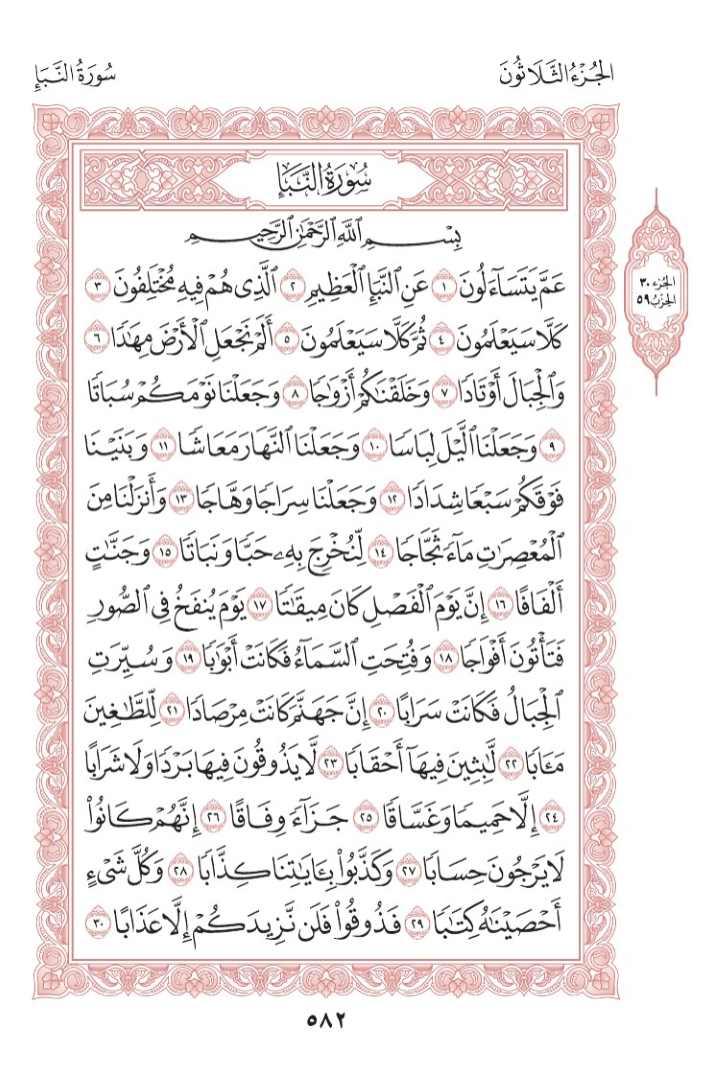 الجُزْءُ الثَّلَاثُونَ
سُورَةُ النَّبَإِ
سُورَةُ النَّبَإِ
بِسْمِ ٱللَّهِ ٱلرَّحْمَٰنِ ٱلرَّحِيمِ
عَمَّ يَتَسَآءَلُونَ ١ عَنِ ٱلنَّبَإِ ٱلْعَظِيمِ ٢ ٱلَّذِى هُمْ فِيهِ مُخْتَلِفُونَ ٣
كَلَّا سَيَعْلَمُونَ ٤ ثُمَّ كَلَّا سَيَعْلَمُونَ ٥ أَلَمْ نَجْعَلِ ٱلْأَرْضَ مِهَٰدًا ٦
وَٱلْجِبَالَ أَوْتَادًا ٧ وَخَلَقْنَٰكُمْ أَزْوَٰجًا ٨ وَجَعَلْنَا نَوْمَكُمْ سُبَاتًا
٩ وَجَعَلْنَا ٱلَّيْلَ لِبَاسًا ١٠ وَجَعَلْنَا ٱلنَّهَارَ مَعَاشًا ١١ وَبَنَيْنَا
فَوْقَكُمْ سَبْعًا شِدَادًا ١٢ وَجَعَلْنَا سِرَاجًا وَهَّاجًا ١٣ وَأَنزَلْنَا مِنَ
ٱلْمُعْصِرَٰتِ مَآءً ثَجَّاجًا ١٤ لِّنُخْرِجَ بِهِۦ حَبًّا وَنَبَاتًا ١٥ وَجَنَّٰتٍ
أَلْفَافًا ١٦ إِنَّ يَوْمَ ٱلْفَصْلِ كَانَ مِيقَٰتًا ١٧ يَوْمَ يُنفَخُ فِى ٱلصُّورِ
فَتَأْتُونَ أَفْوَاجًا ١٨ وَفُتِحَتِ ٱلسَّمَآءُ فَكَانَتْ أَبْوَٰبًا ١٩ وَسُيِّرَتِ
ٱلْجِبَالُ فَكَانَتْ سَرَابًا ٢٠ إِنَّ جَهَنَّمَ كَانَتْ مِرْصَادًا ٢١ لِّلطَّٰغِينَ
مَـَٔابًا ٢٢ لَّٰبِثِينَ فِيهَآ أَحْقَابًا ٢٣ لَّا يَذُوقُونَ فِيهَا بَرْدًا وَلَا شَرَابًا
٢٤ إِلَّا حَمِيمًا وَغَسَّاقًا ٢٥ جَزَآءً وِفَاقًا ٢٦ إِنَّهُمْ كَانُوا۟
لَا يَرْجُونَ حِسَابًا ٢٧ وَكَذَّبُوا۟ بِـَٔايَٰتِنَا كِذَّابًا ٢٨ وَكُلَّ شَىْءٍ
أَحْصَيْنَٰهُ كِتَٰبًا ٢٩ فَذُوقُوا۟ فَلَن نَّزِيدَكُمْ إِلَّا عَذَابًا ٣٠
الجزء ٣٠
الحزب ٥٩
٥٨٢